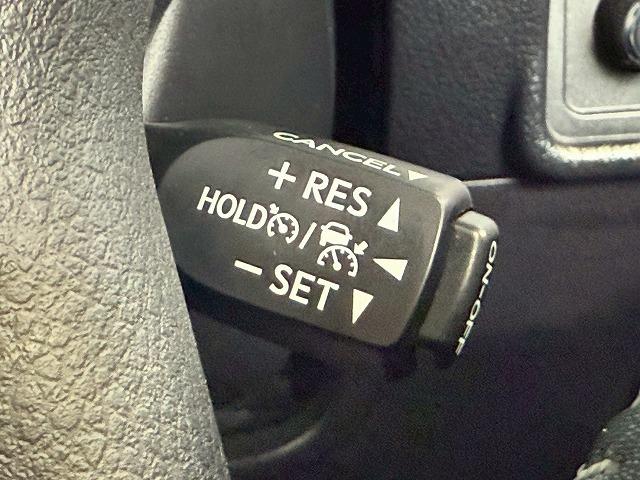 CANCEL▼
+ RES ▲
HOLD / ◀
− SET ▼
ON-OFF